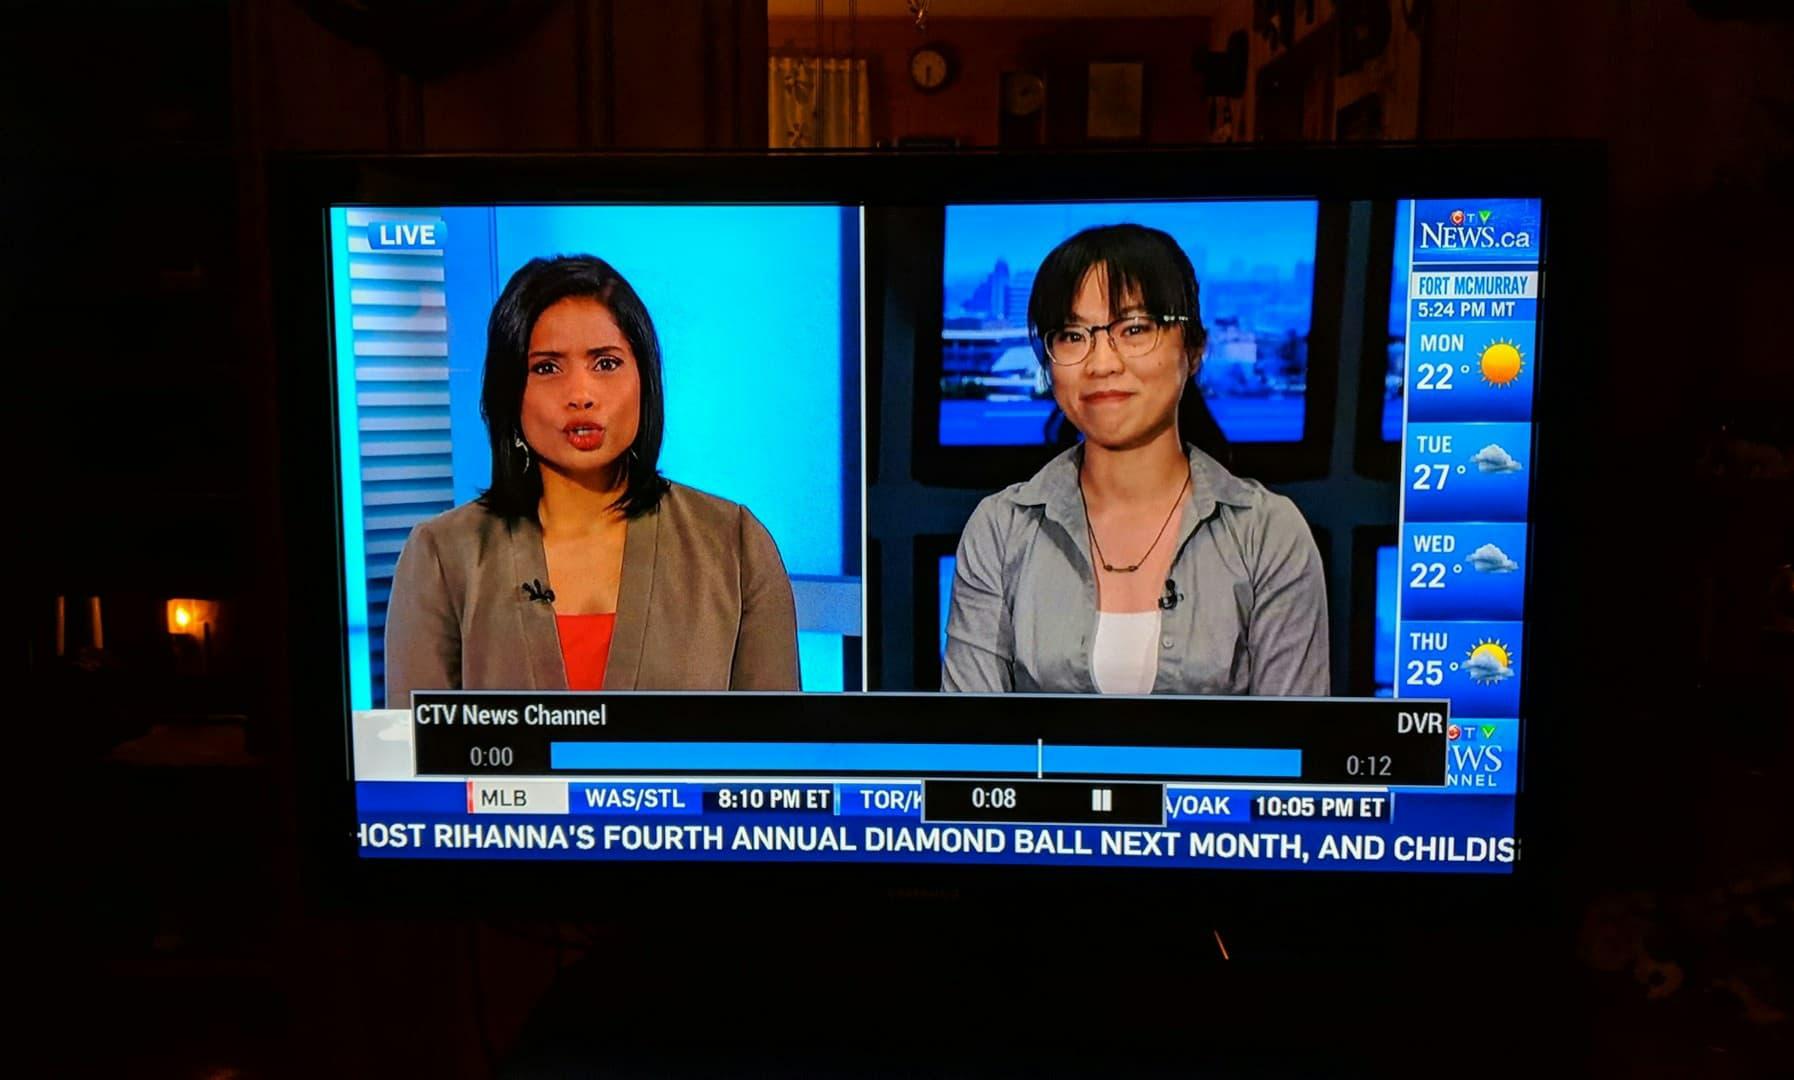 LIVE
CTV
NEWS.ca
FORT MCMURRAY
5:24 PM MT
MON
22°
TUE
27°
WED
22°
THU
25°
CTV News Channel
DVR
0:00
0:12
CTV
WS
NNEL
MLB WAS/STL 8:10 PM ET TOR/K
0:08
/OAK 10:05 PM ET
HOST RIHANNA'S FOURTH ANNUAL DIAMOND BALL NEXT MONTH, AND CHILDIS